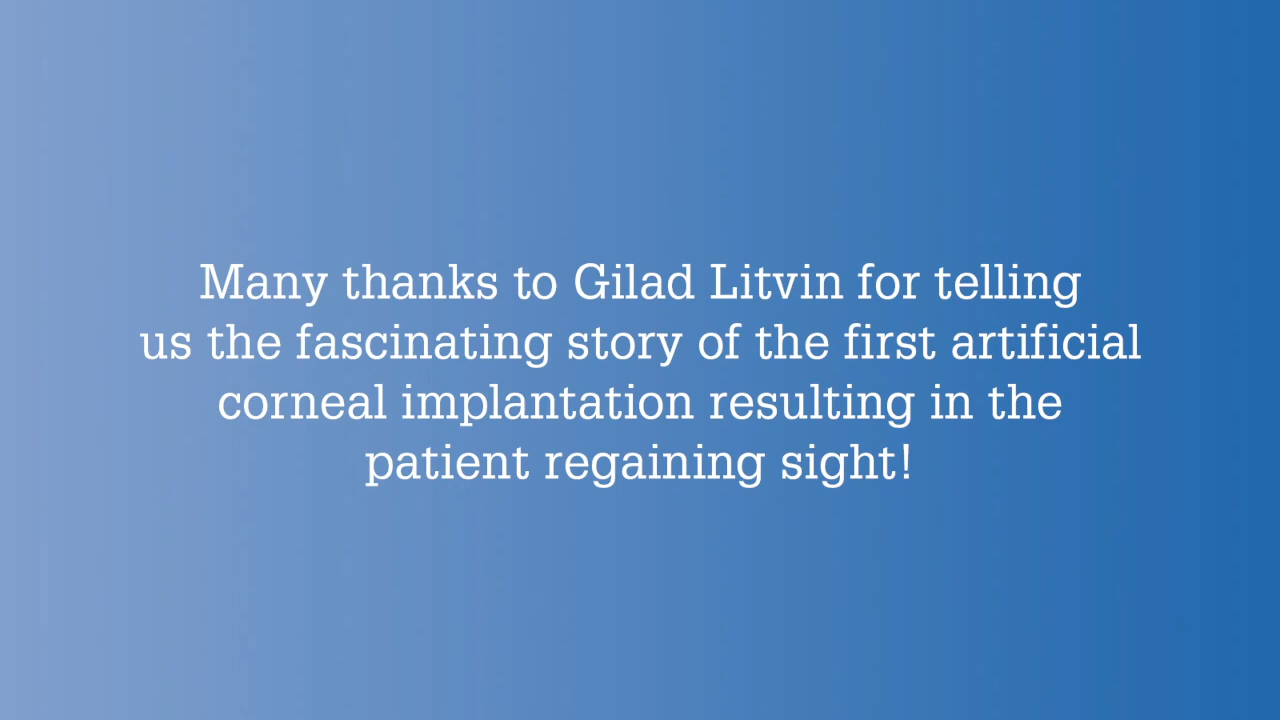 Many thanks to Gilad Litvin for telling
us the fascinating story of the first artificial
corneal implantation resulting in the
patient regaining sight!